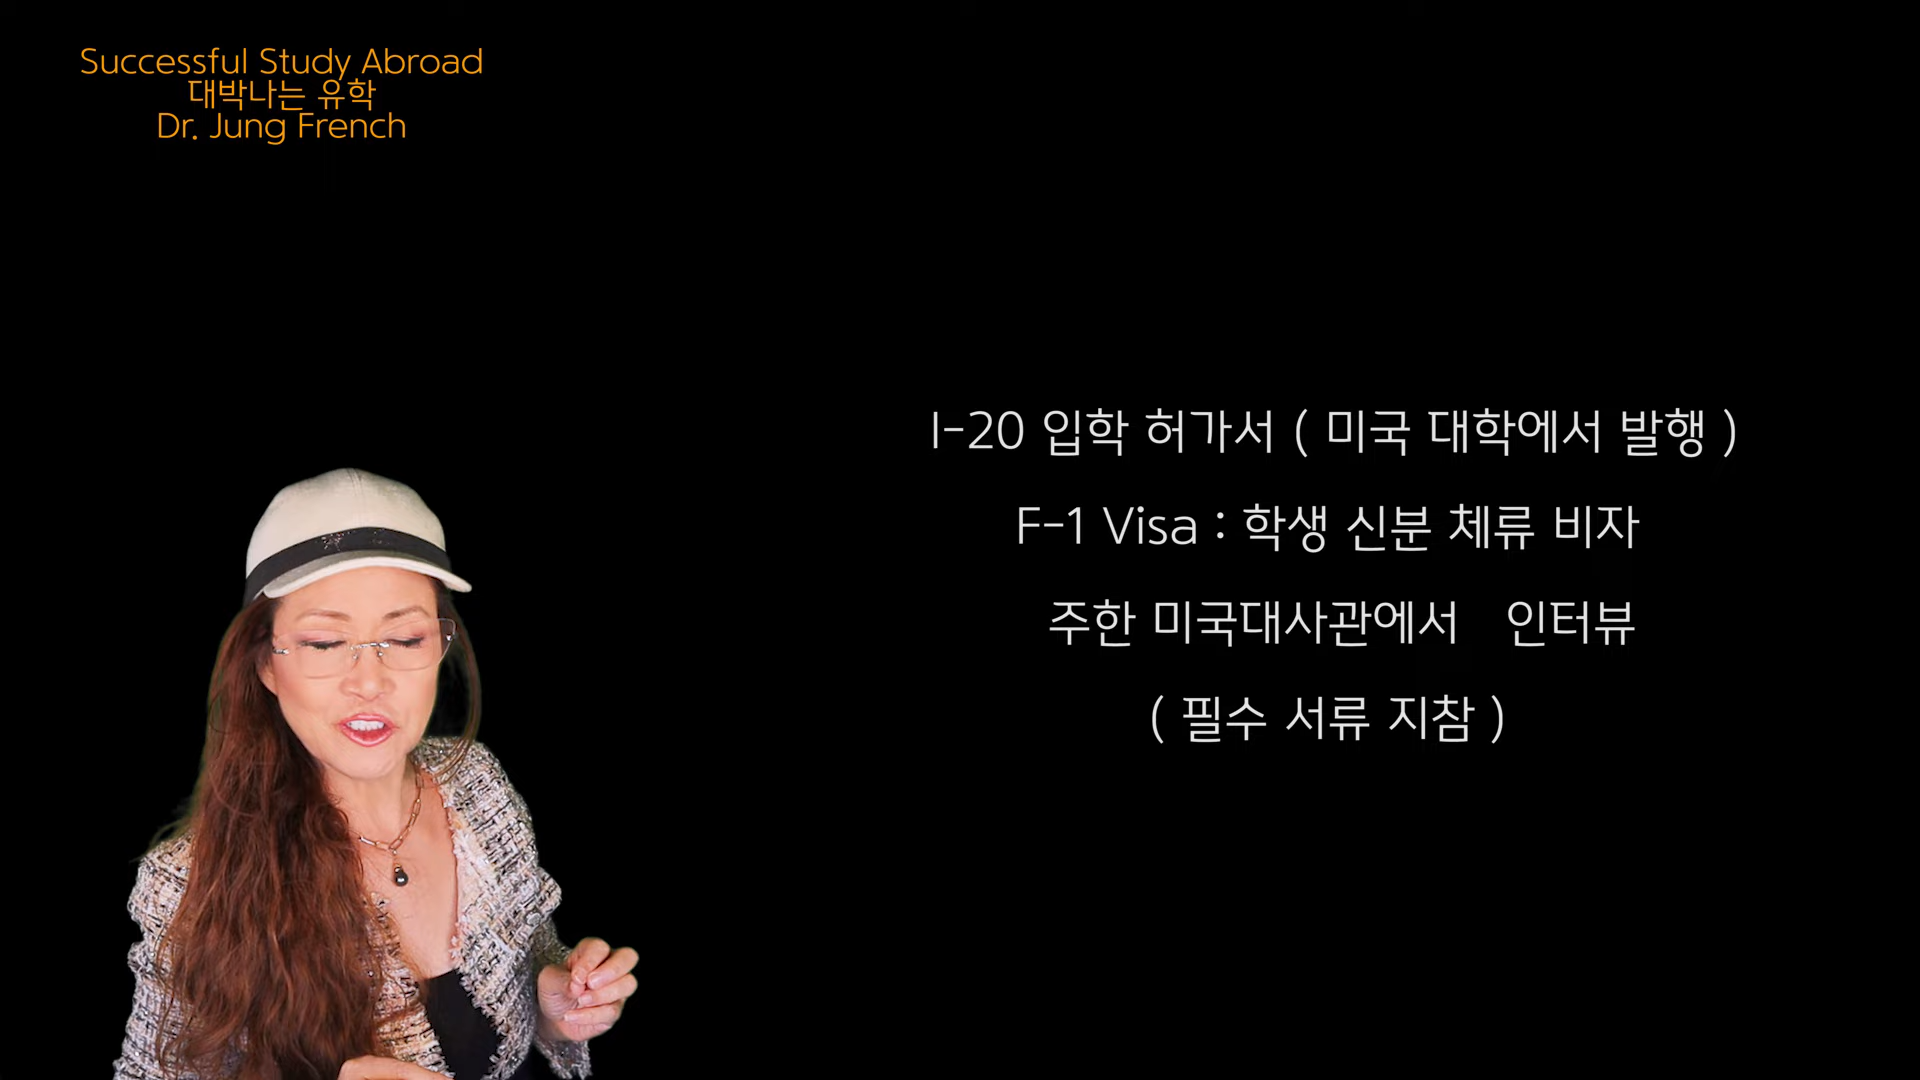 Successful Study Abroad
대박나는 유학
Dr. Jung French
I-20 입학 허가서 ( 미국 대학에서 발행 )
F-1 Visa : 학생 신분 체류 비자
주한 미국대사관에서 인터뷰
( 필수 서류 지참 )